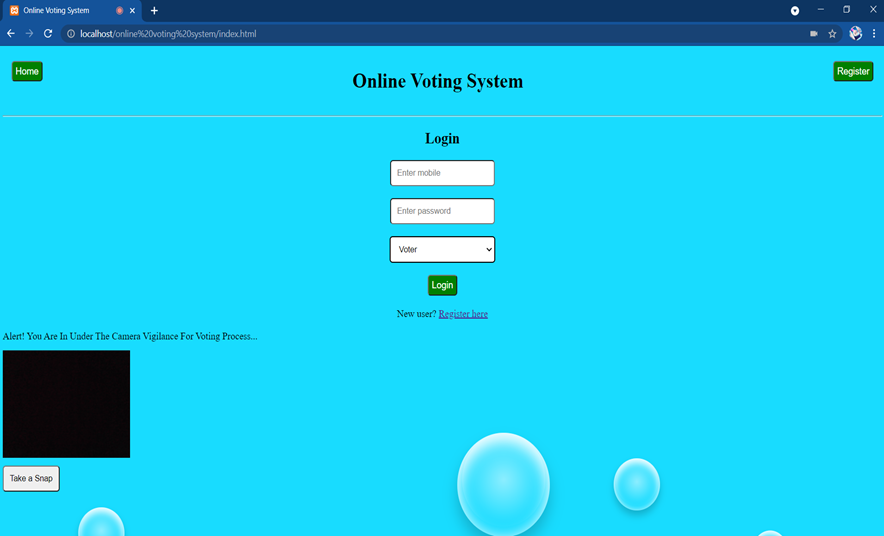 Online Voting System
localhost/online%20voting%20system/index.html
Home
Online Voting System
Register
Login
Enter mobile
Enter password
Voter
Login
New user? Register here
Alert! You Are In Under The Camera Vigilance For Voting Process...
Take a Snap